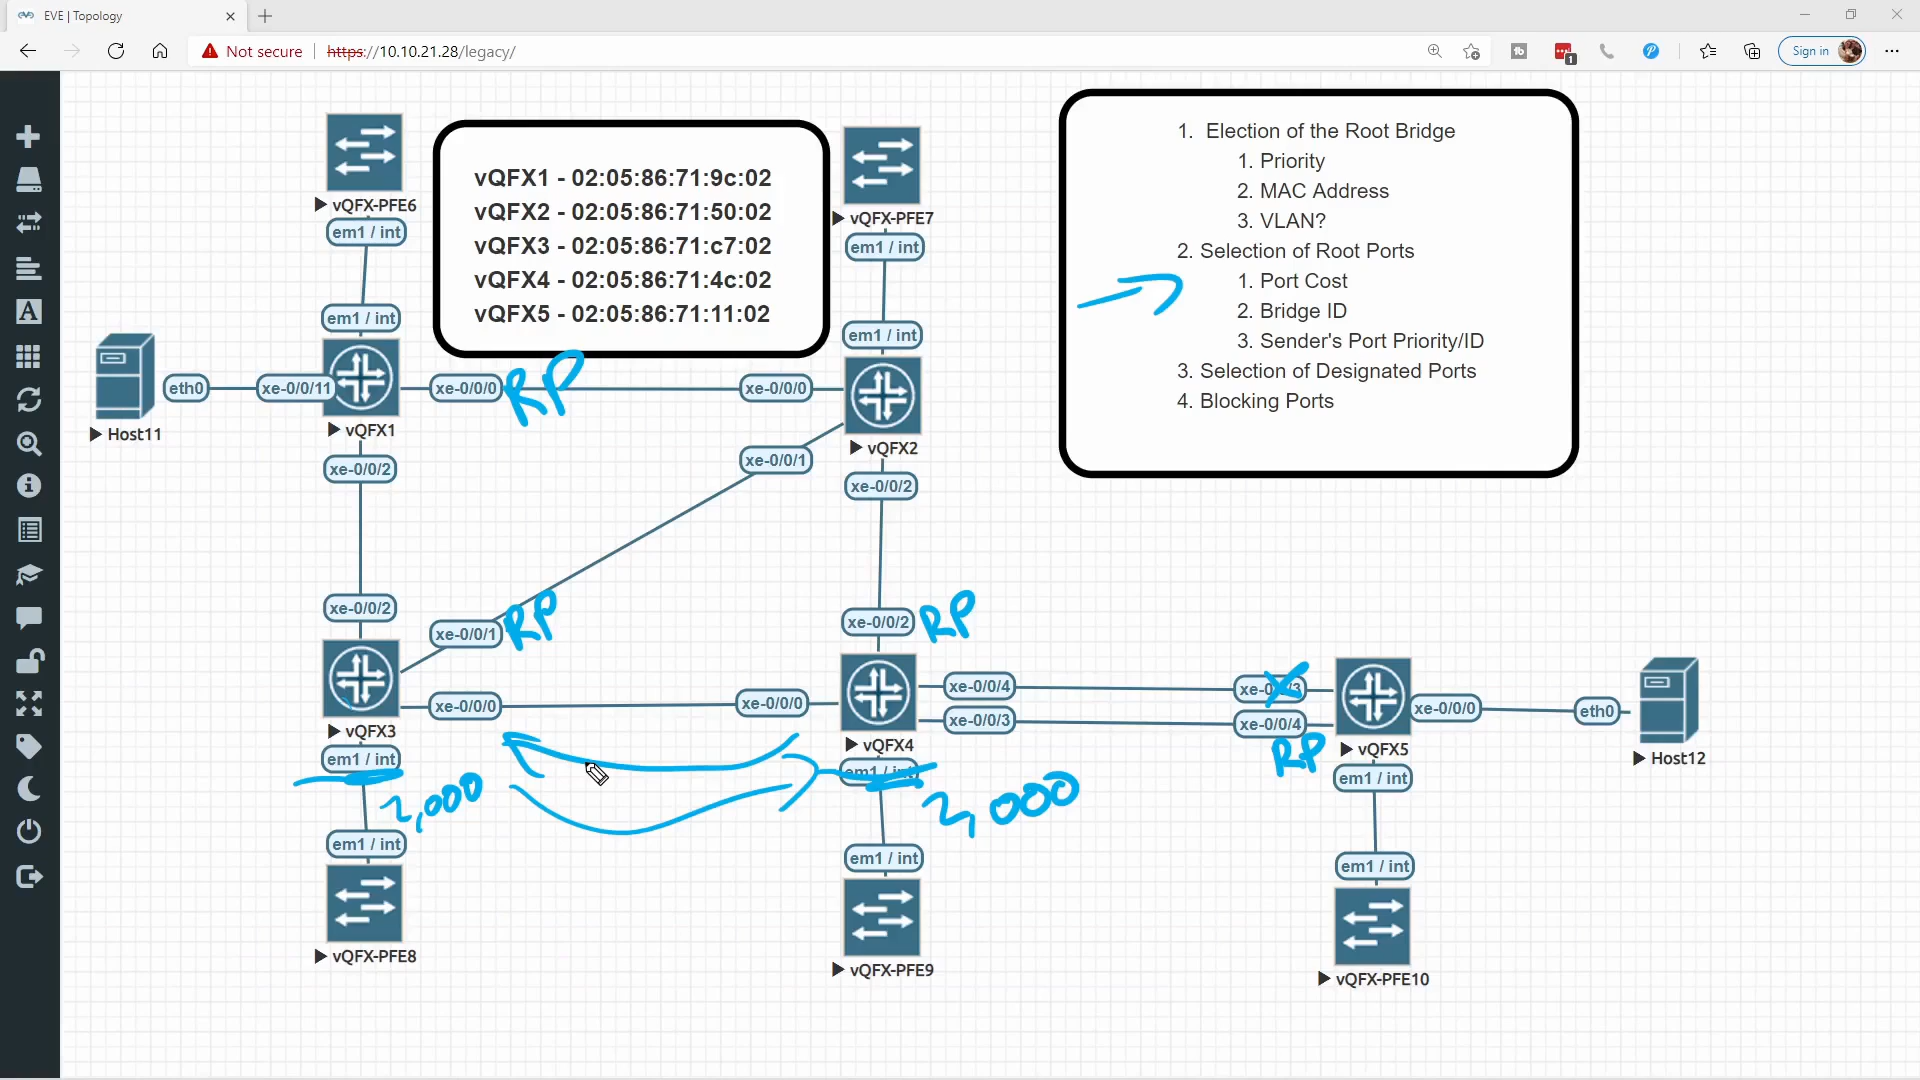 EVE | Topology
Not secure
https://10.10.21.28/legacy/
1
Sign in
vQFX-PFE6
em1 / int
em1 / int
vQFX1 - 02:05:86:71:9c:02
vQFX2 - 02:05:86:71:50:02
vQFX3 - 02:05:86:71:c7:02
vQFX4 - 02:05:86:71:4c:02
vQFX5 - 02:05:86:71:11:02
vQFX-PFE7
em1 / int
em1 / int
1. Election of the Root Bridge
1. Priority
2. MAC Address
3. VLAN?
2. Selection of Root Ports
1. Port Cost
2. Bridge ID
3. Sender's Port Priority/ID
3. Selection of Designated Ports
4. Blocking Ports
Host11
eth0
xe-0/0/11
vQFX1
xe-0/0/0
RP
xe-0/0/0
vQFX2
xe-0/0/2
xe-0/0/1
xe-0/0/2
xe-0/0/2
xe-0/0/1
RP
xe-0/0/2
RP
vQFX3
xe-0/0/0
xe-0/0/0
vQFX4
xe-0/0/4
xe-0/0/3
xe-0/0/3
xe-0/0/4
RP
vQFX5
xe-0/0/0
eth0
Host12
em1 / int
2,000
em1 / int
2,000
em1 / int
em1 / int
vQFX-PFE8
em1 / int
vQFX-PFE9
em1 / int
vQFX-PFE10